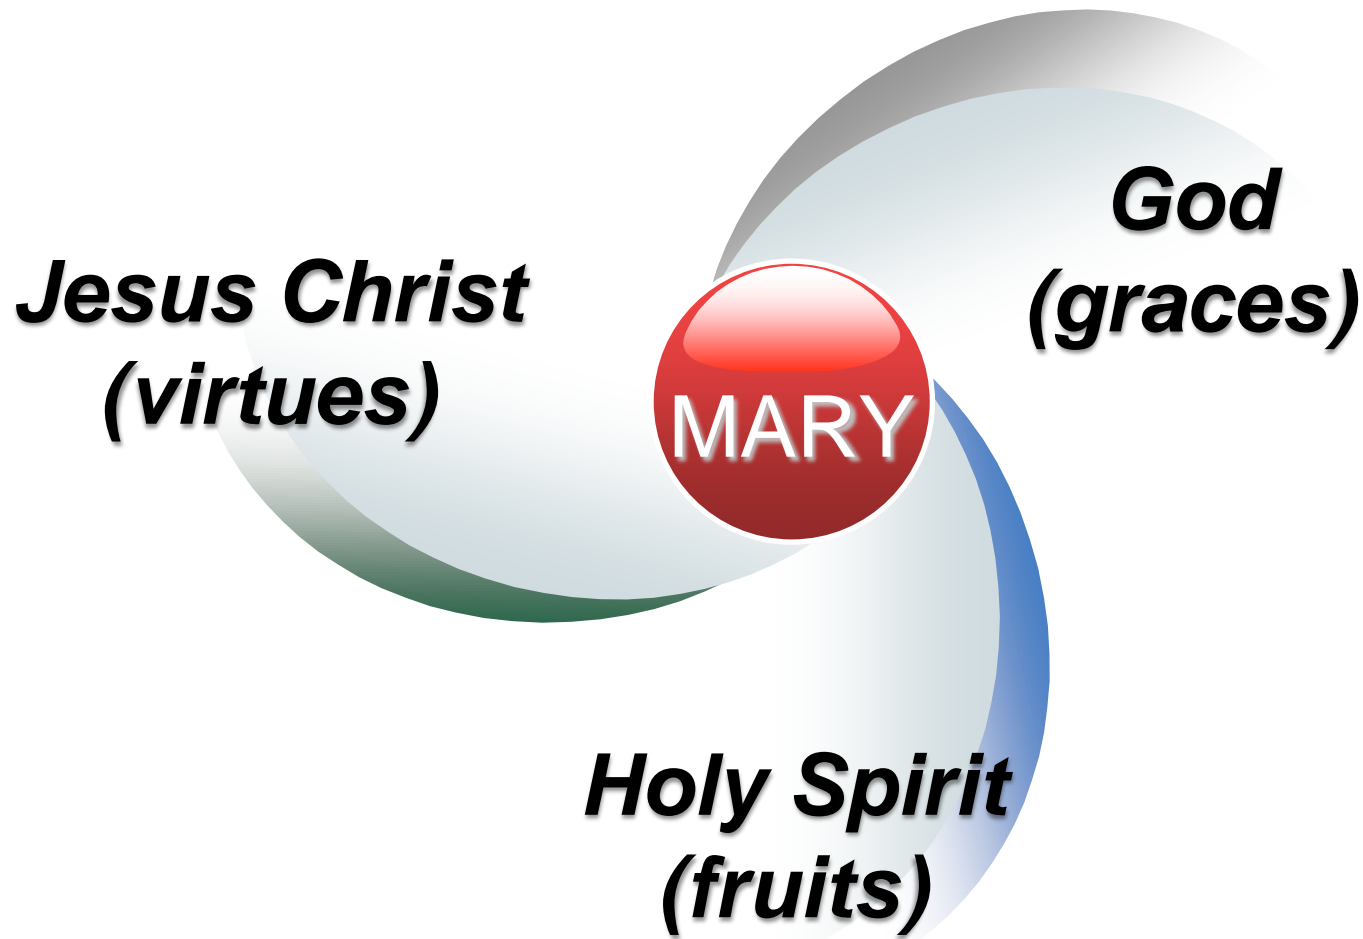 God
(graces)
Jesus Christ
(virtues)
MARY
Holy Spirit
(fruits)